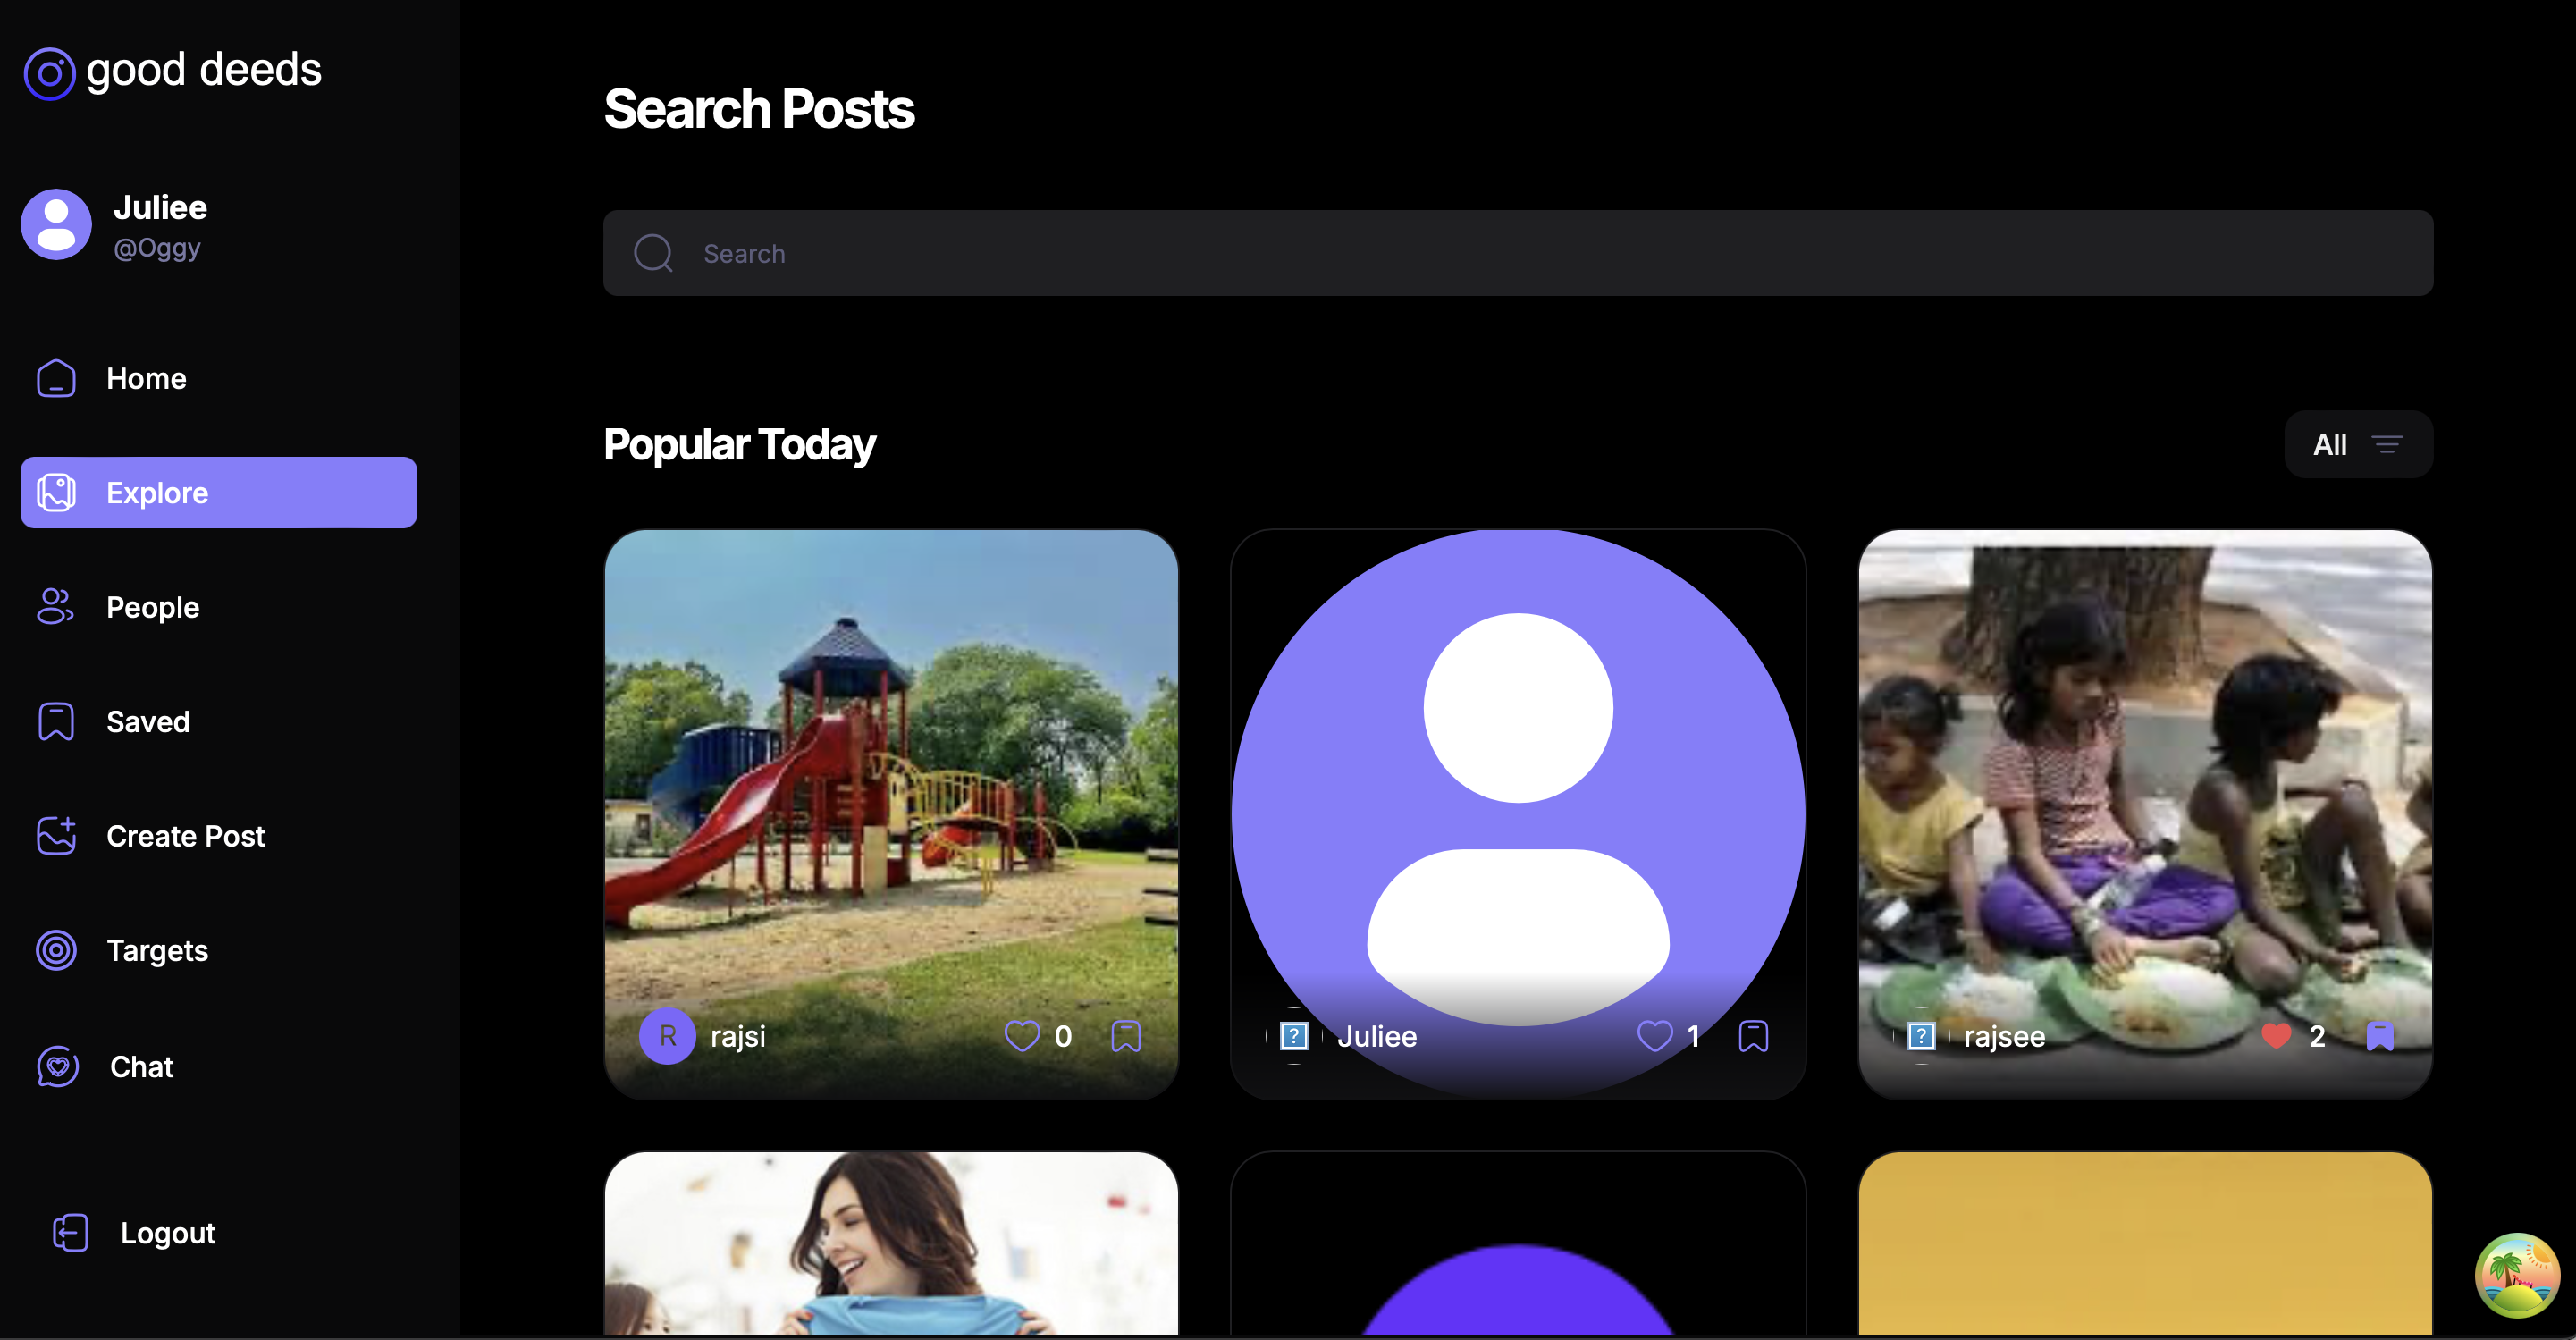 good deeds
Juliee
@Oggy
Home
Explore
People
Saved
Create Post
Targets
Chat
Logout
Search Posts
Search
Popular Today
All
R rajsi 0
? Juliee 1
? rajsee 2